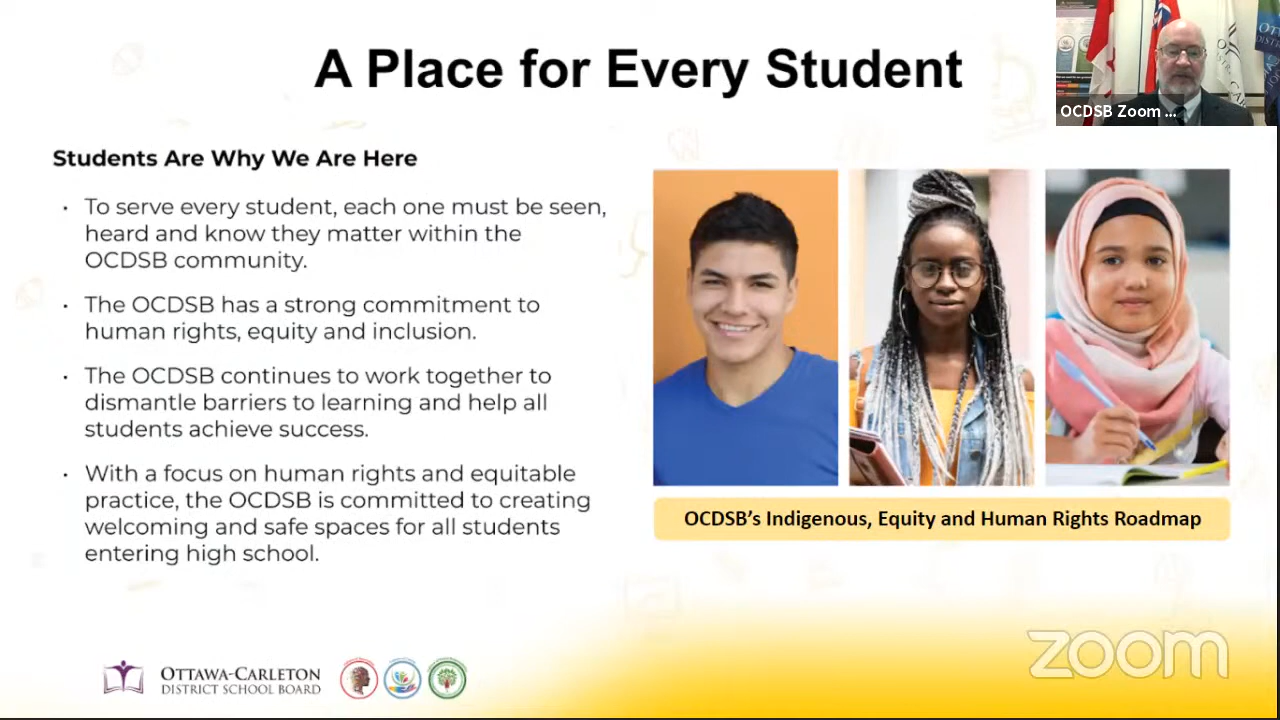 A Place for Every Student
OCDSB Zoom ...
Students Are Why We Are Here
• To serve every student, each one must be seen,
heard and know they matter within the
OCDSB community.
• The OCDSB has a strong commitment to
human rights, equity and inclusion.
• The OCDSB continues to work together to
dismantle barriers to learning and help all
students achieve success.
• With a focus on human rights and equitable
practice, the OCDSB is committed to creating
welcoming and safe spaces for all students
entering high school.
OCDSB's Indigenous, Equity and Human Rights Roadmap
OTTAWA-CARLETON
DISTRICT SCHOOL BOARD
zoom